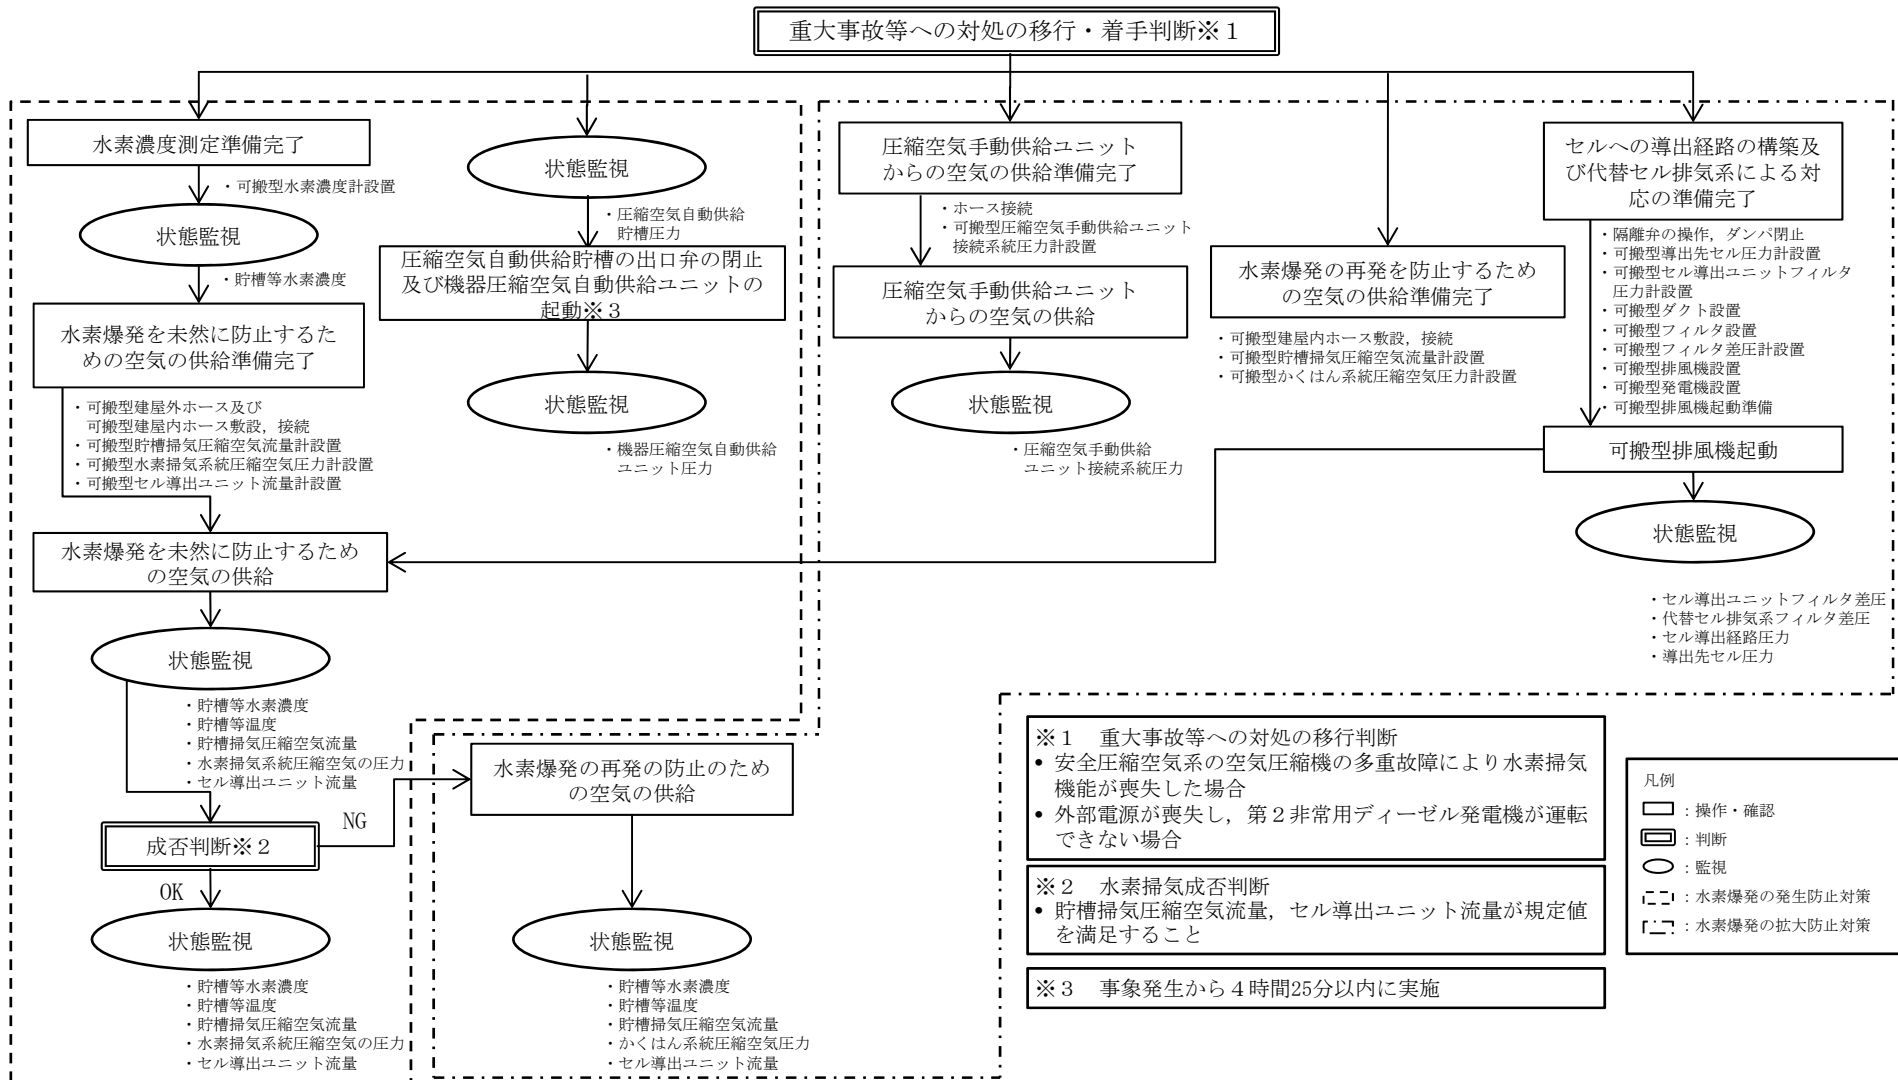 重大事故等への対処の移行・着手判断※１
水素濃度測定準備完了
・可搬型水素濃度計設置
状態監視
・貯槽等水素濃度
水素爆発を未然に防止するた
めの空気の供給準備完了
・可搬型建屋外ホース及び
可搬型建屋内ホース敷設，接続
・可搬型貯槽掃気圧縮空気流量計設置
・可搬型水素掃気系統圧縮空気圧力計設置
・可搬型セル導出ユニット流量計設置
水素爆発を未然に防止するため
の空気の供給
状態監視
・貯槽等水素濃度
・貯槽等温度
・貯槽掃気圧縮空気流量
・水素掃気系統圧縮空気の圧力
・セル導出ユニット流量
成否判断※２
NG
OK
状態監視
・貯槽等水素濃度
・貯槽等温度
・貯槽掃気圧縮空気流量
・水素掃気系統圧縮空気の圧力
・セル導出ユニット流量
状態監視
・圧縮空気自動供給
貯槽圧力
圧縮空気自動供給貯槽の出口弁の閉止
及び機器圧縮空気自動供給ユニットの
起動※３
状態監視
・機器圧縮空気自動供給
ユニット圧力
圧縮空気手動供給ユニット
からの空気の供給準備完了
・ホース接続
・可搬型圧縮空気手動供給ユニット
接続系統圧力計設置
圧縮空気手動供給ユニット
からの空気の供給
状態監視
・圧縮空気手動供給
ユニット接続系統圧力
水素爆発の再発を防止するため
の空気の供給準備完了
・可搬型建屋内ホース敷設，接続
・可搬型貯槽掃気圧縮空気流量計設置
・可搬型かくはん系統圧縮空気圧力計設置
セルへの導出経路の構築及
び代替セル排気系による対
応の準備完了
・隔離弁の操作，ダンパ閉止
・可搬型導出先セル圧力計設置
・可搬型セル導出ユニットフィルタ
圧力計設置
・可搬型ダクト設置
・可搬型フィルタ設置
・可搬型フィルタ差圧計設置
・可搬型排風機設置
・可搬型発電機設置
・可搬型排風機起動準備
可搬型排風機起動
状態監視
・セル導出ユニットフィルタ差圧
・代替セル排気系フィルタ差圧
・セル導出経路圧力
・導出先セル圧力
水素爆発の再発の防止のため
の空気の供給
状態監視
・貯槽等水素濃度
・貯槽等温度
・貯槽掃気圧縮空気流量
・かくはん系統圧縮空気圧力
・セル導出ユニット流量
※１　重大事故等への対処の移行判断
• 安全圧縮空気系の空気圧縮機の多重故障により水素掃気
機能が喪失した場合
• 外部電源が喪失し，第２非常用ディーゼル発電機が運転
できない場合
※２　水素掃気成否判断
• 貯槽掃気圧縮空気流量，セル導出ユニット流量が規定値
を満足すること
※３　事象発生から４時間25分以内に実施
凡例
：操作・確認
：判断
：監視
：水素爆発の発生防止対策
：水素爆発の拡大防止対策